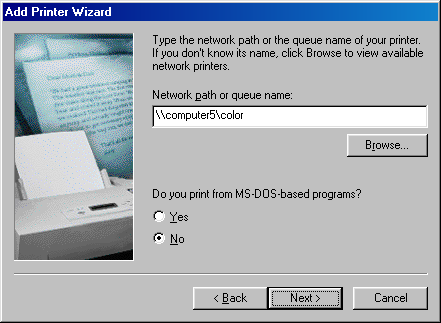 Add Printer Wizard
Type the network path or the queue name of your printer.
If you don't know its name, click Browse to view available
network printers.
Network path or queue name:
\\computer5\color
Browse...
Do you print from MS-DOS-based programs?
Yes
No
< Back
Next >
Cancel